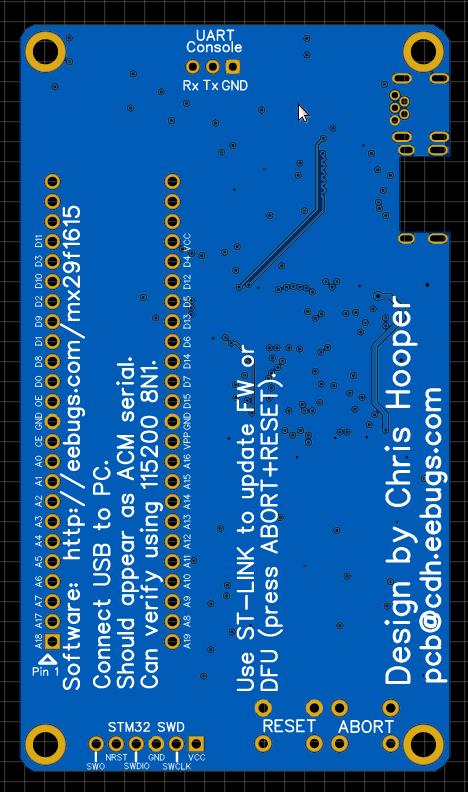 UART
Console
Rx Tx GND
A18 A17 A7 A6 A5 A4 A3 A2 A1 A0 CE GND OE D0 D8 D1 D9 D2 D10 D3 D11
Software: http://eebugs.com/mx29f1615
Connect USB to PC.
Should appear as ACM serial.
Can verify using 115200 8N1.
A19 A8 A9 A10 A11 A12 A13 A14 A15 A16 VPP GND D15 D7 D14 D6 D13 D5 D12 D4 VCC
Use ST-LINK to update FW or
DFU (press ABORT+RESET).
Design by Chris Hooper
pcb@cdh.eebugs.com
Pin 1
STM32 SWD
SWO NRST SWDIO GND SWCLK VCC
RESET
ABORT